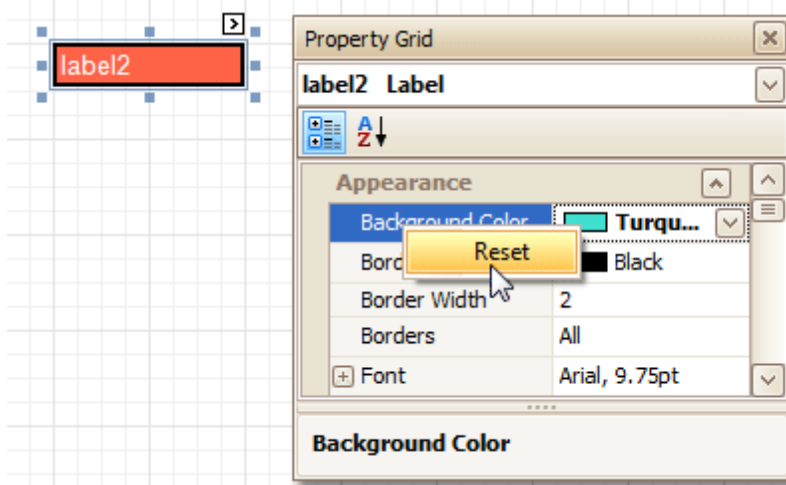 label2
Property Grid
label2 Label
A
Z
Appearance
Background Color Turqu...
Reset
Bord Black
Border Width 2
Borders All
Font Arial, 9.75pt
Background Color